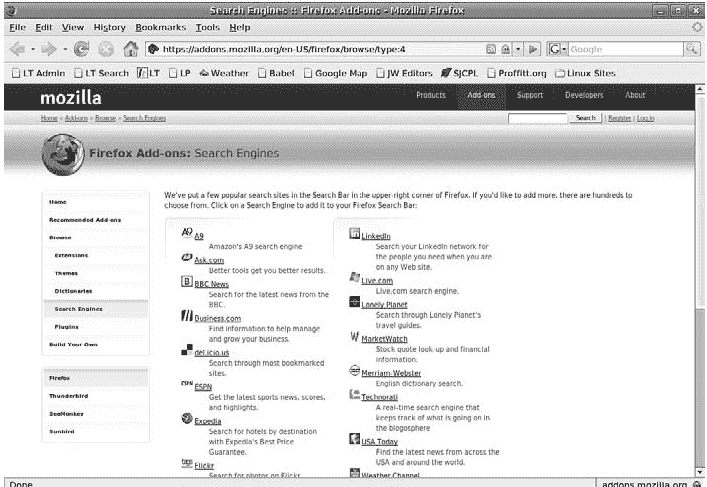 Search Engines :: Firefox Add-ons - Mozilla Firefox
File Edit View History Bookmarks Tools Help
https://addons.mozilla.org/en-US/firefox/browse/type:4
G Google
LT Admin LT Search LT LP Weather Babel Google Map JW Editors SJCPL Proffitt.org Linux Sites
mozilla
Products Add-ons Support Developers About
Home » Add-ons » Browse » Search Engines
Search | Register | Log in
Firefox Add-ons: Search Engines
Home
Recommended Add-ons
Browse
Extensions
Themes
Dictionaries
Search Engines
Plugins
Build Your Own
Firefox
Thunderbird
SeaMonkey
Sunbird
We've put a few popular search sites in the Search Bar in the upper-right corner of Firefox. If you'd like to add more, there are hundreds to
choose from. Click on a Search Engine to add it to your Firefox Search Bar:
A9
Amazon's A9 search engine
Ask.com
Better tools get you better results.
B BBC News
Search for the latest news from the
BBC.
Business.com
Find information to help manage
and grow your business.
del.icio.us
Search through most bookmarked
sites.
ESPN
Get the latest sports news, scores,
and highlights.
Expedia
Search for hotels by destination
with Expedia's Best Price
Guarantee.
Flickr
Search for photos on Flickr
LinkedIn
Search your LinkedIn network for
the people you need when you are
on any Web site.
Live.com
Live.com search engine.
Lonely Planet
Search through Lonely Planet's
travel guides.
MarketWatch
Stock quote look-up and financial
information.
Merriam-Webster
English dictionary search.
Technorati
A real-time search engine that
keeps track of what is going on in
the blogosphere
USA Today
Find the latest news from across the
USA and around the world.
Weather Channel
Done
addons.mozilla.org